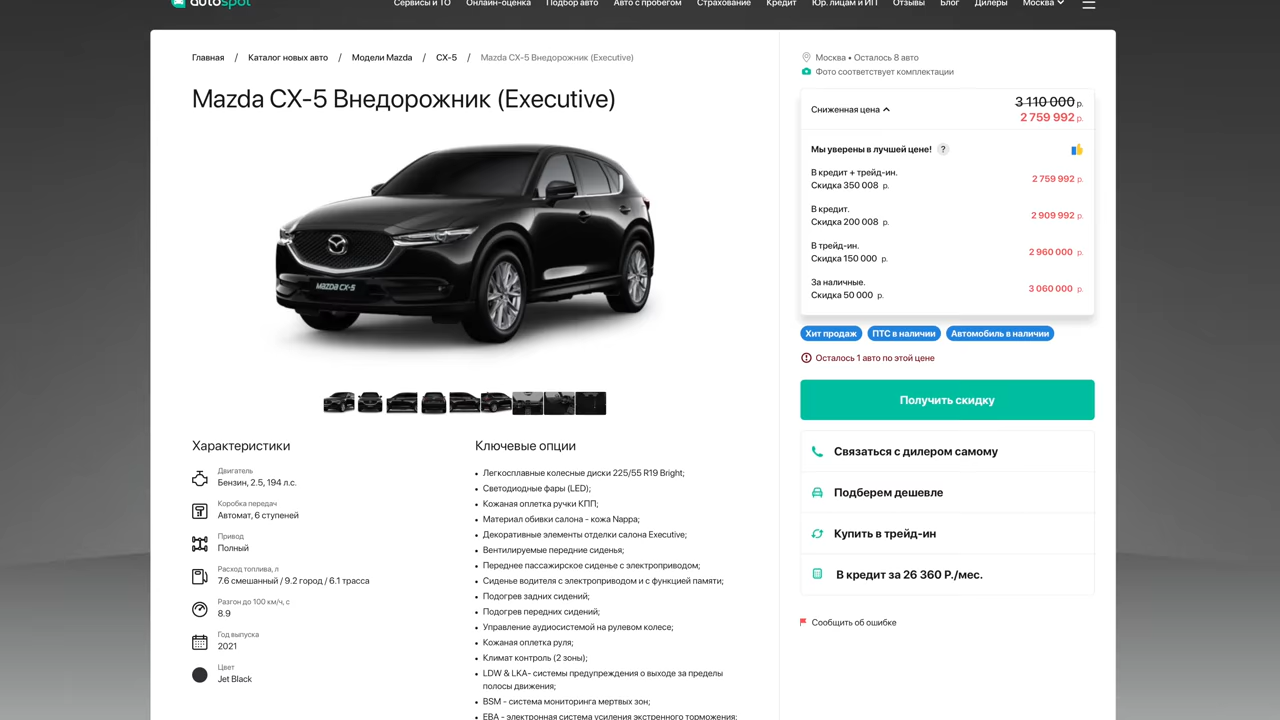 autospot
Сервисы и ТО
Онлайн-оценка
Подбор авто
Авто с пробегом
Страхование
Кредит
Юр. лицам и ИП
Отзывы
Блог
Дилеры
Москва
Главная / Каталог новых авто / Модели Mazda / CX-5 / Mazda CX-5 Внедорожник (Executive)
Mazda CX-5 Внедорожник (Executive)
MAZDA CX-5
Характеристики
Двигатель
Бензин, 2.5, 194 л.с.
Коробка передач
Автомат, 6 ступеней
Привод
Полный
Расход топлива, л
7.6 смешанный / 9.2 город / 6.1 трасса
Разгон до 100 км/ч, с
8.9
Год выпуска
2021
Цвет
Jet Black
Ключевые опции
• Легкосплавные колесные диски 225/55 R19 Bright;
• Светодиодные фары (LED);
• Кожаная оплетка ручки КПП;
• Материал обивки салона - кожа Nappa;
• Декоративные элементы отделки салона Executive;
• Вентилируемые передние сиденья;
• Переднее пассажирское сиденье с электроприводом;
• Сиденье водителя с электроприводом и с функцией памяти;
• Подогрев задних сидений;
• Подогрев передних сидений;
• Управление аудиосистемой на рулевом колесе;
• Кожаная оплетка руля;
• Климат контроль (2 зоны);
• LDW & LKA- системы предупреждения о выходе за пределы
полосы движения;
• BSM - система мониторинга мертвых зон;
• EBA - электронная система усиления экстренного торможения;
Москва • Осталось 8 авто
Фото соответствует комплектации
Сниженная цена
3 110 000 р.
2 759 992 р.
Мы уверены в лучшей цене! ?
В кредит + трейд-ин.
Скидка 350 008 р.
2 759 992 р.
В кредит.
Скидка 200 008 р.
2 909 992 р.
В трейд-ин.
Скидка 150 000 р.
2 960 000 р.
За наличные.
Скидка 50 000 р.
3 060 000 р.
Хит продаж
ПТС в наличии
Автомобиль в наличии
Осталось 1 авто по этой цене
Получить скидку
Связаться с дилером самому
Подберем дешевле
Купить в трейд-ин
В кредит за 26 360 Р./мес.
Сообщить об ошибке